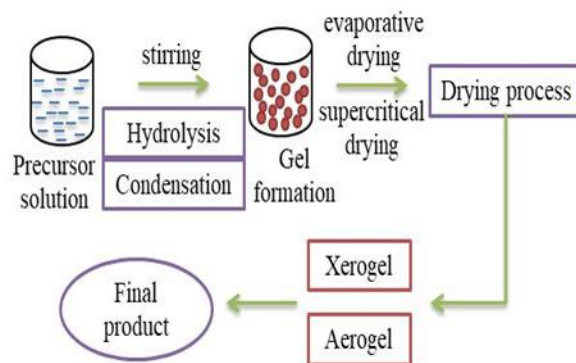 Precursor
solution
stirring
Hydrolysis
Condensation
Gel
formation
evaporative
drying
supercritical
drying
Drying process
Xerogel
Aerogel
Final
product